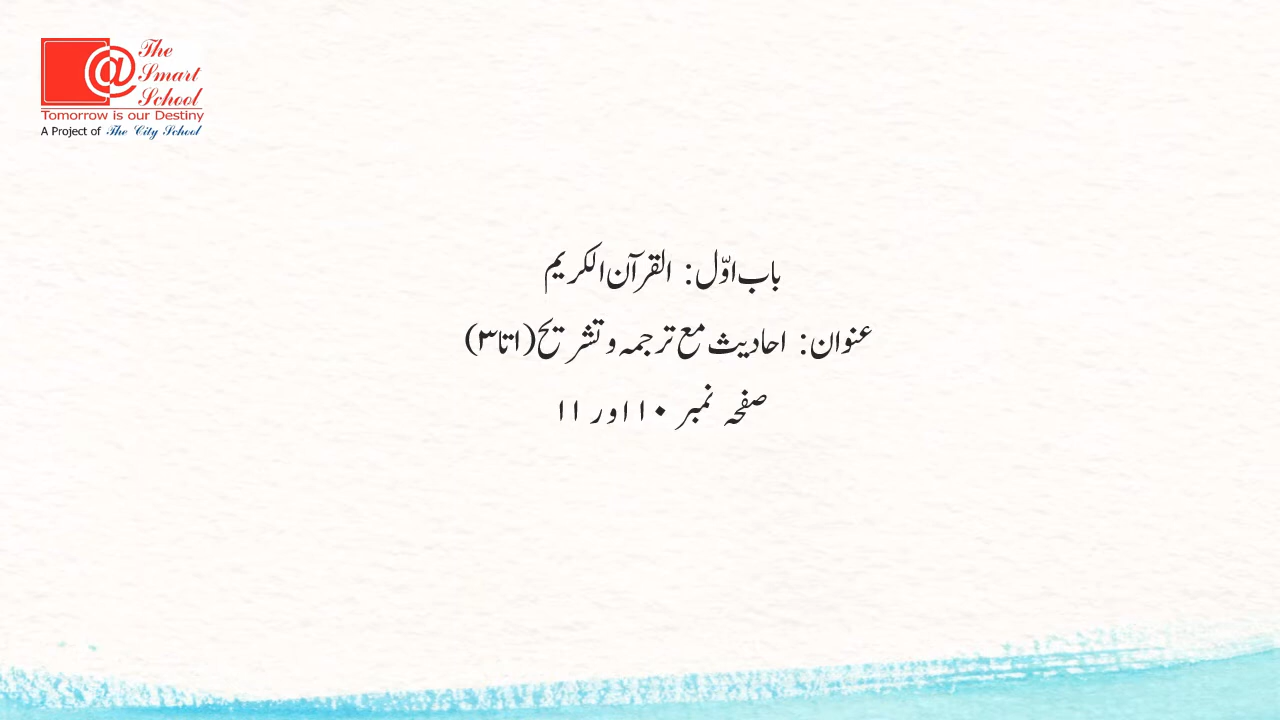 The
Smart
School
Tomorrow is our Destiny
A Project of The City School
باب اوّل: القرآن الکریم
عنوان: احادیث مع ترجمہ و تشریح (۱تا۳)
صفحہ نمبر ۱۰ اور ۱۱